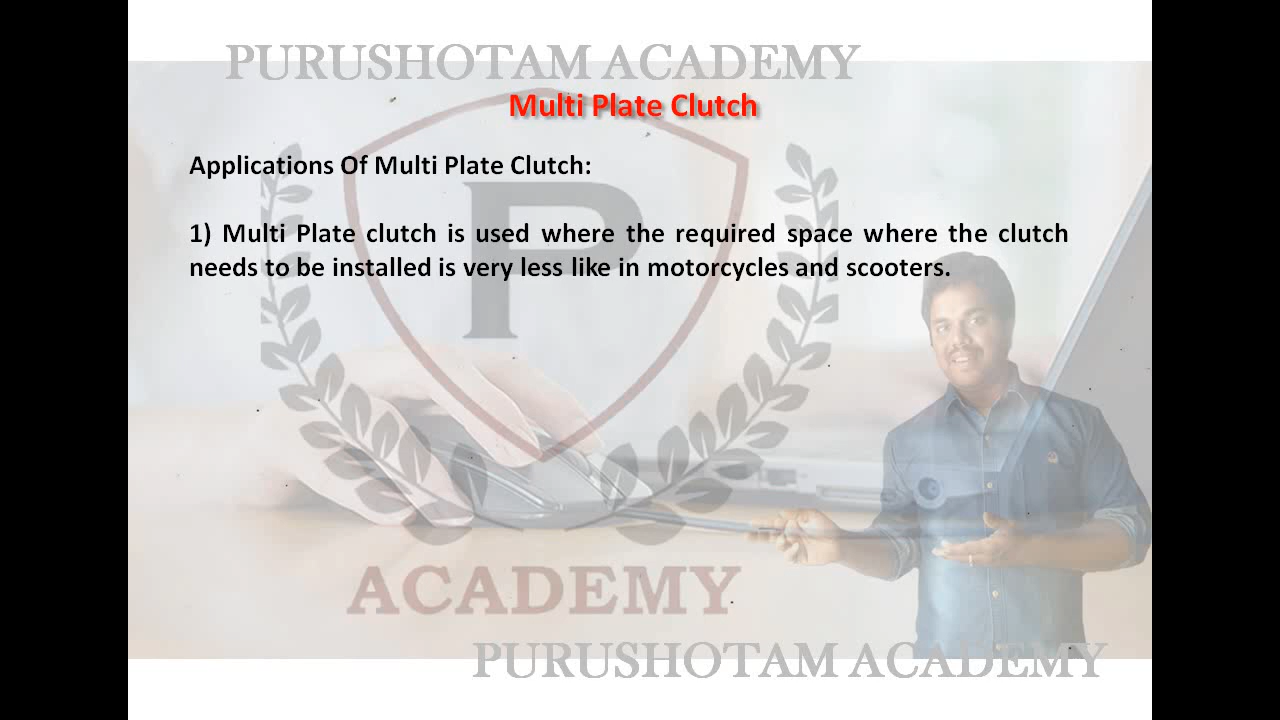 PURUSHOTAM ACADEMY
Multi Plate Clutch
Applications Of Multi Plate Clutch:
1) Multi Plate clutch is used where the required space where the clutch
needs to be installed is very less like in motorcycles and scooters.
P
ACADEMY
PURUSHOTAM ACADEMY